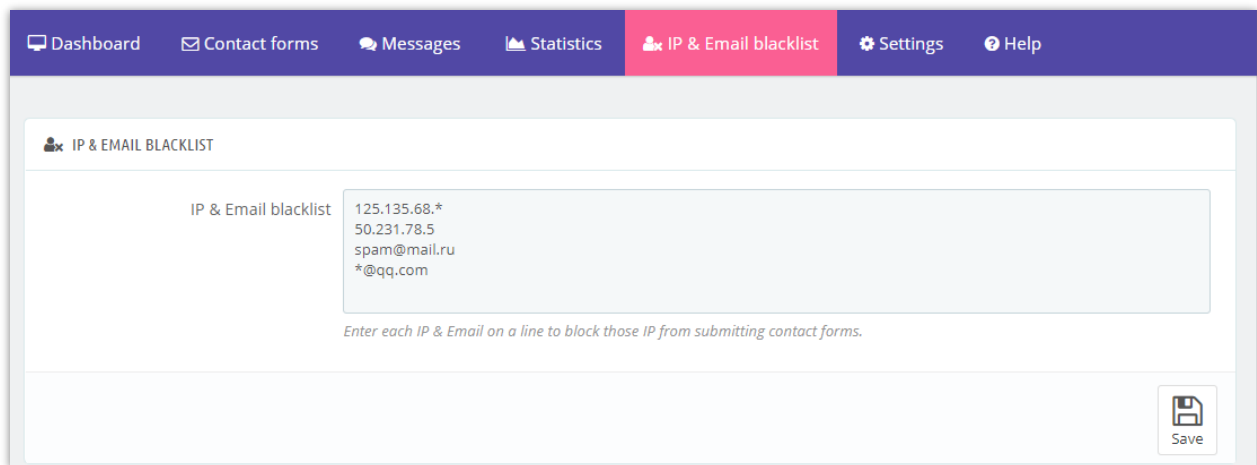 Dashboard Contact forms Messages Statistics IP & Email blacklist Settings Help
IP & EMAIL BLACKLIST
IP & Email blacklist
125.135.68.*
50.231.78.5
spam@mail.ru
*@qq.com
Enter each IP & Email on a line to block those IP from submitting contact forms.
Save